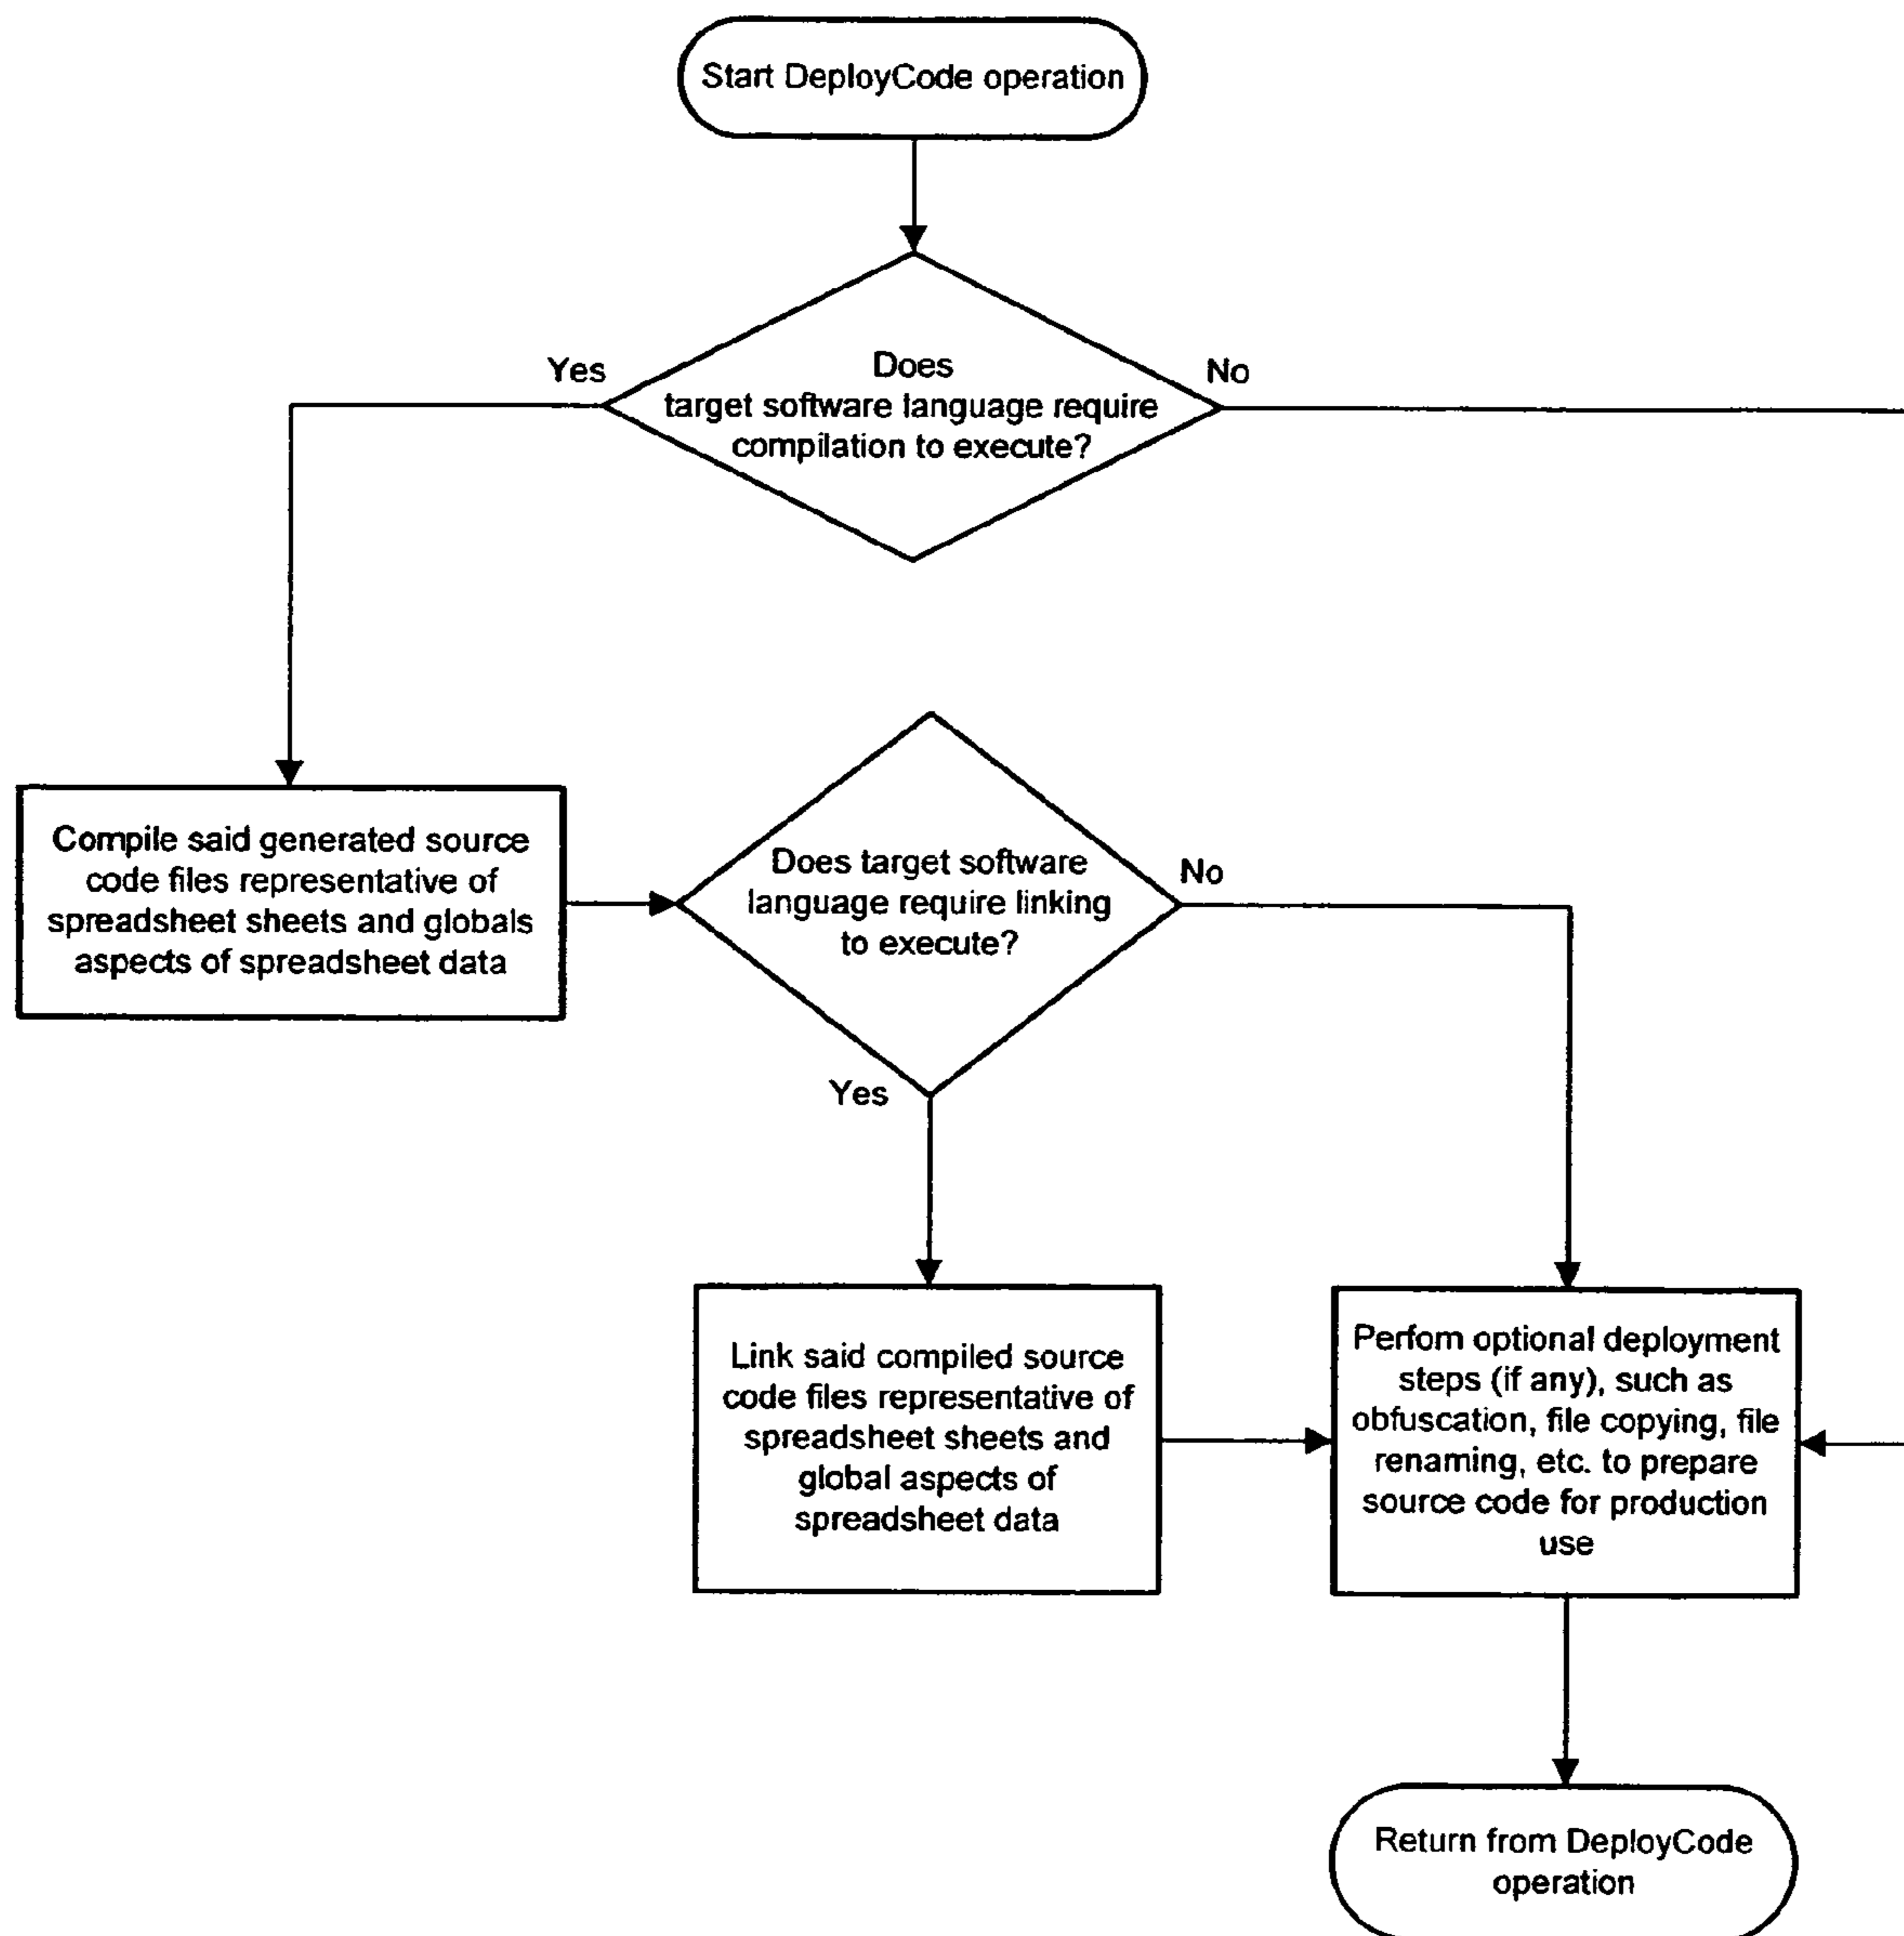 Start DeployCode operation
Yes
Does
target software language require
compilation to execute?
No
Compile said generated source
code files representative of
spreadsheet sheets and globals
aspects of spreadsheet data
Does target software
language require linking
to execute?
No
Yes
Link said compiled source
code files representative of
spreadsheet sheets and
global aspects of
spreadsheet data
Perfom optional deployment
steps (if any), such as
obfuscation, file copying, file
renaming, etc. to prepare
source code for production
use
Return from DeployCode
operation